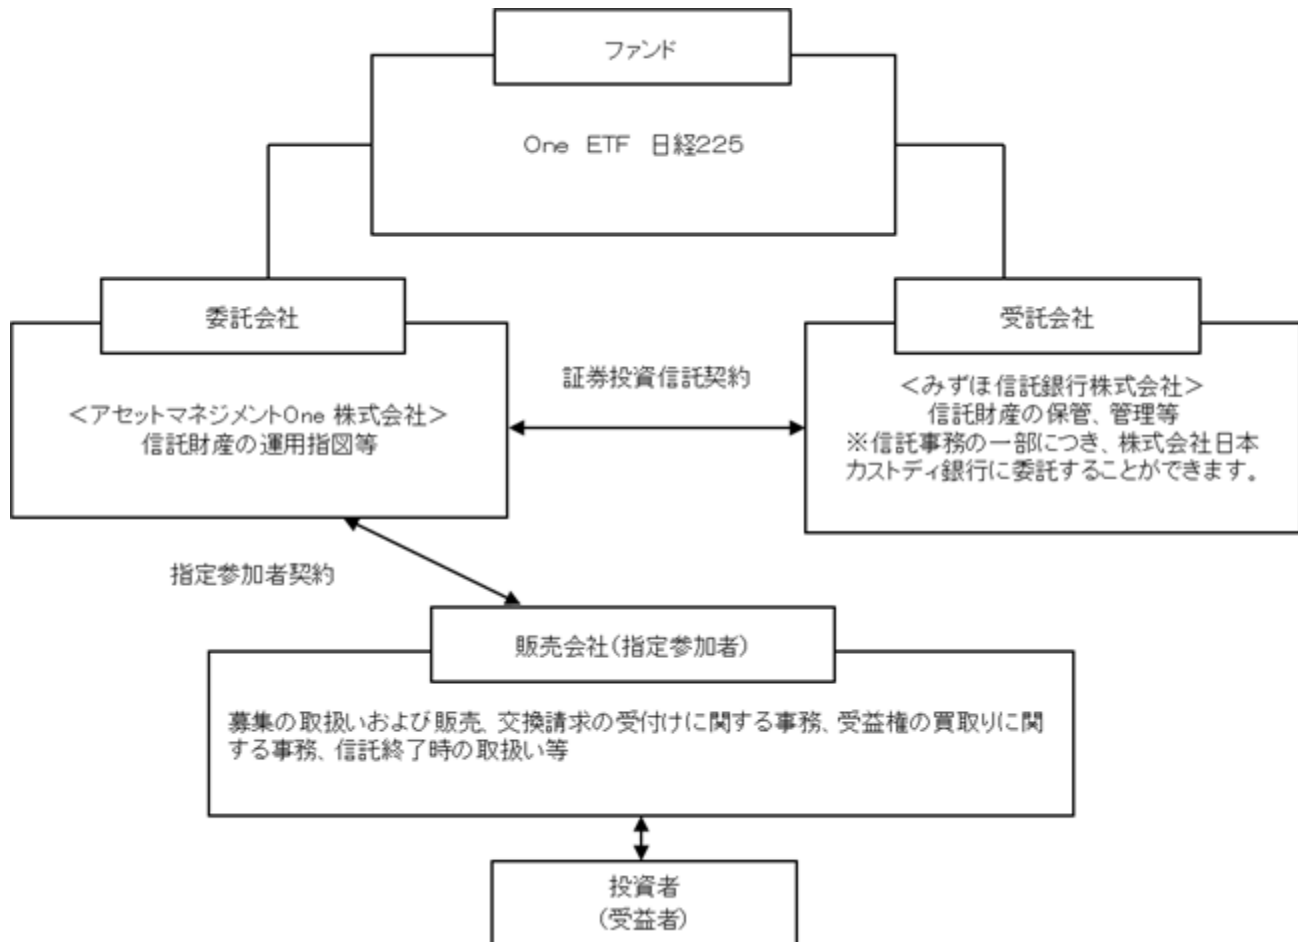 ファンド
One ETF 日経225
委託会社
<アセットマネジメントOne 株式会社>
信託財産の運用指図等
証券投資信託契約
受託会社
<みずほ信託銀行株式会社>
信託財産の保管、管理等
※信託事務の一部につき、株式会社日本
カストディ銀行に委託することができます。
指定参加者契約
販売会社(指定参加者)
募集の取扱いおよび販売、交換請求の受付けに関する事務、受益権の買取りに関
する事務、信託終了時の取扱い等
投資者
(受益者)